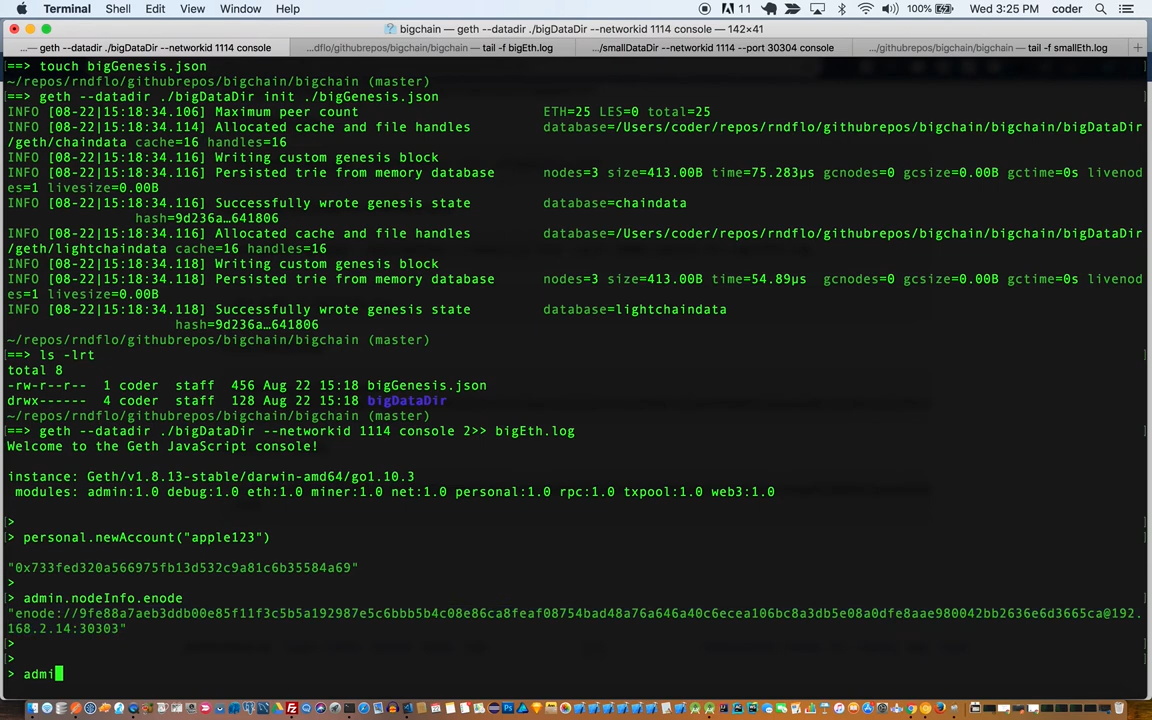 Terminal Shell Edit View Window Help 11 100% Wed 3:25 PM coder
bigchain — geth --datadir ./bigDataDir --networkid 1114 console — 142×41
...— geth --datadir ./bigDataDir --networkid 1114 console ...dflo/githubrepos/bigchain/bigchain — tail -f bigEth.log .../smallDataDir --networkid 1114 --port 30304 console .../githubrepos/bigchain/bigchain — tail -f smallEth.log +
==> touch bigGenesis.json
~/repos/rndflo/githubrepos/bigchain/bigchain (master)
==> geth --datadir ./bigDataDir init ./bigGenesis.json
INFO [08-22|15:18:34.106] Maximum peer count ETH=25 LES=0 total=25
INFO [08-22|15:18:34.114] Allocated cache and file handles database=/Users/coder/repos/rndflo/githubrepos/bigchain/bigchain/bigDataDir
/geth/chaindata cache=16 handles=16
INFO [08-22|15:18:34.116] Writing custom genesis block
INFO [08-22|15:18:34.116] Persisted trie from memory database nodes=3 size=413.00B time=75.283µs gcnodes=0 gcsize=0.00B gctime=0s livenod
es=1 livesize=0.00B
INFO [08-22|15:18:34.116] Successfully wrote genesis state database=chaindata
hash=9d236a…641806
INFO [08-22|15:18:34.116] Allocated cache and file handles database=/Users/coder/repos/rndflo/githubrepos/bigchain/bigchain/bigDataDir
/geth/lightchaindata cache=16 handles=16
INFO [08-22|15:18:34.118] Writing custom genesis block
INFO [08-22|15:18:34.118] Persisted trie from memory database nodes=3 size=413.00B time=54.89µs gcnodes=0 gcsize=0.00B gctime=0s livenod
es=1 livesize=0.00B
INFO [08-22|15:18:34.118] Successfully wrote genesis state database=lightchaindata
hash=9d236a…641806
~/repos/rndflo/githubrepos/bigchain/bigchain (master)
==> ls -lrt
total 8
-rw-r--r-- 1 coder staff 456 Aug 22 15:18 bigGenesis.json
drwx------ 4 coder staff 128 Aug 22 15:18 bigDataDir
~/repos/rndflo/githubrepos/bigchain/bigchain (master)
==> geth --datadir ./bigDataDir --networkid 1114 console 2>> bigEth.log
Welcome to the Geth JavaScript console!
instance: Geth/v1.8.13-stable/darwin-amd64/go1.10.3
modules: admin:1.0 debug:1.0 eth:1.0 miner:1.0 net:1.0 personal:1.0 rpc:1.0 txpool:1.0 web3:1.0
>
> personal.newAccount("apple123")
"0x733fed320a566975fb13d532c9a81c6b35584a69"
>
> admin.nodeInfo.enode
"enode://9fe88a7aeb3ddb00e85f11f3c5b5a192987e5c6bbb5b4c08e86ca8feaf08754bad48a76a646a40c6ecea106bc8a3db5e08a0dfe8aae980042bb2636e6d3665ca@192.
168.2.14:30303"
>
>
> admi